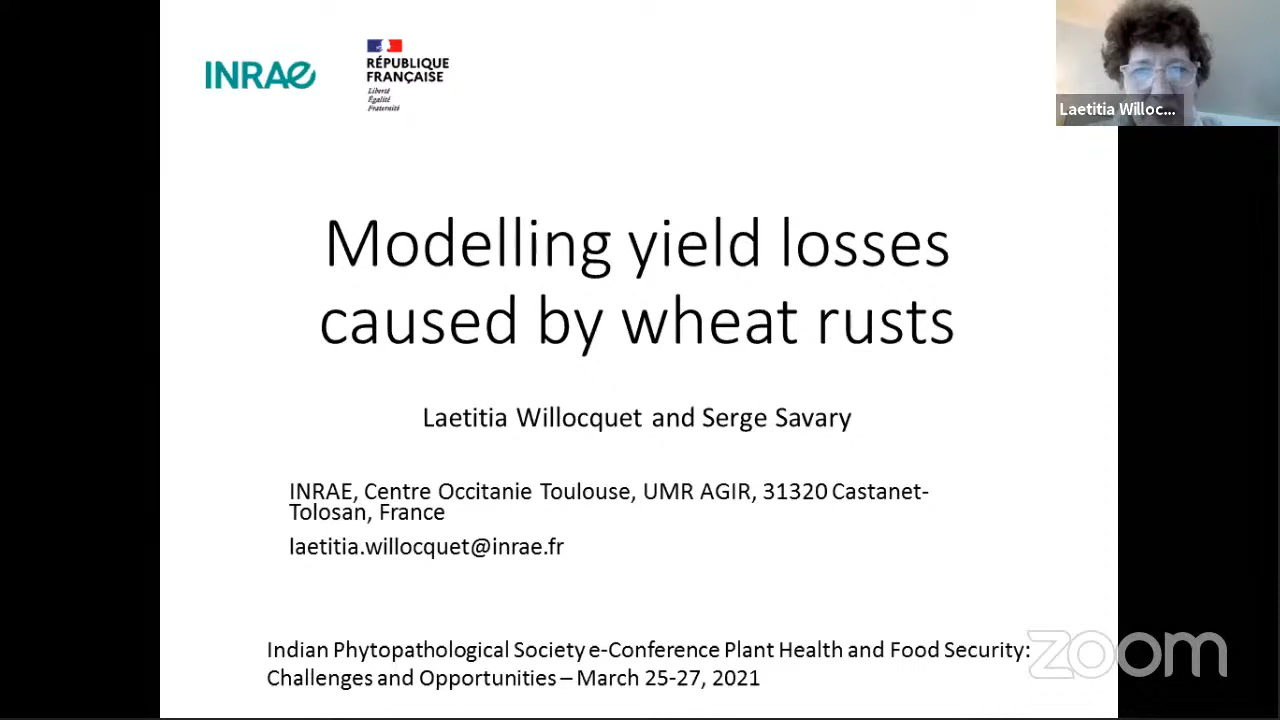 INRAE
RÉPUBLIQUE
FRANÇAISE
Liberté
Égalité
Fraternité
Laetitia Willoc...
Modelling yield losses
caused by wheat rusts
Laetitia Willocquet and Serge Savary
INRAE, Centre Occitanie Toulouse, UMR AGIR, 31320 Castanet-
Tolosan, France
laetitia.willocquet@inrae.fr
Indian Phytopathological Society e-Conference Plant Health and Food Security:
Challenges and Opportunities – March 25-27, 2021
zoom